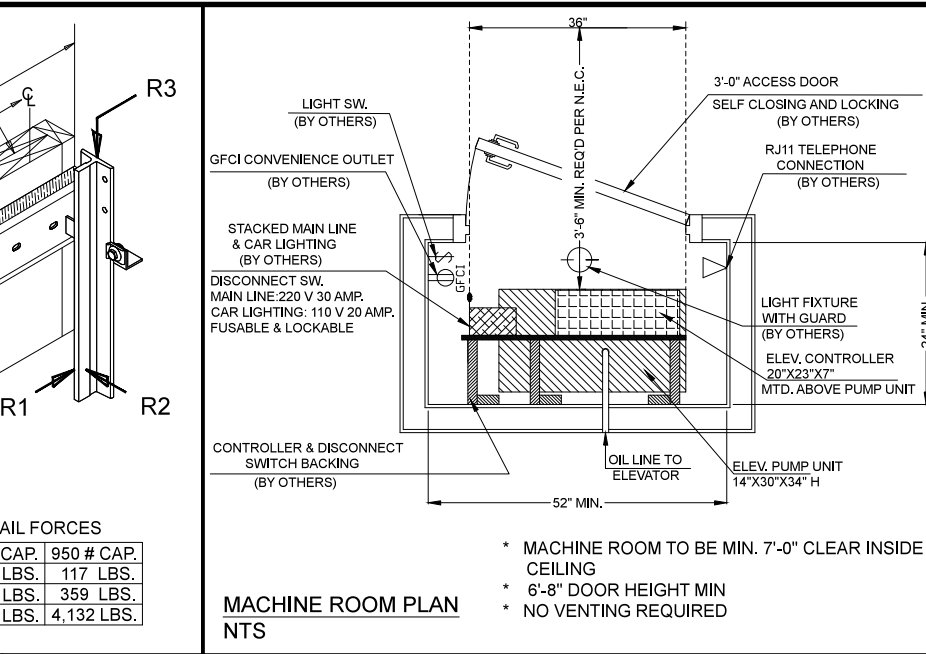 R3
R1
R2
AIL FORCES
CAP. 950 # CAP.
LBS. 117 LBS.
LBS. 359 LBS.
LBS. 4,132 LBS.
36"
3'-6" MIN. REQ'D PER N.E.C.
LIGHT SW.
(BY OTHERS)
GFCI CONVENIENCE OUTLET
(BY OTHERS)
STACKED MAIN LINE
& CAR LIGHTING
(BY OTHERS)
DISCONNECT SW.
MAIN LINE:220 V 30 AMP.
CAR LIGHTING: 110 V 20 AMP.
FUSABLE & LOCKABLE
S
GFCI
CONTROLLER & DISCONNECT
SWITCH BACKING
(BY OTHERS)
3'-0" ACCESS DOOR
SELF CLOSING AND LOCKING
(BY OTHERS)
RJ11 TELEPHONE
CONNECTION
(BY OTHERS)
LIGHT FIXTURE
WITH GUARD
(BY OTHERS)
ELEV. CONTROLLER
20"X23"X7"
MTD. ABOVE PUMP UNIT
OIL LINE TO
ELEVATOR
ELEV. PUMP UNIT
14"X30"X34" H
52" MIN.
MACHINE ROOM PLAN
NTS
* MACHINE ROOM TO BE MIN. 7'-0" CLEAR INSIDE
CEILING
* 6'-8" DOOR HEIGHT MIN
* NO VENTING REQUIRED